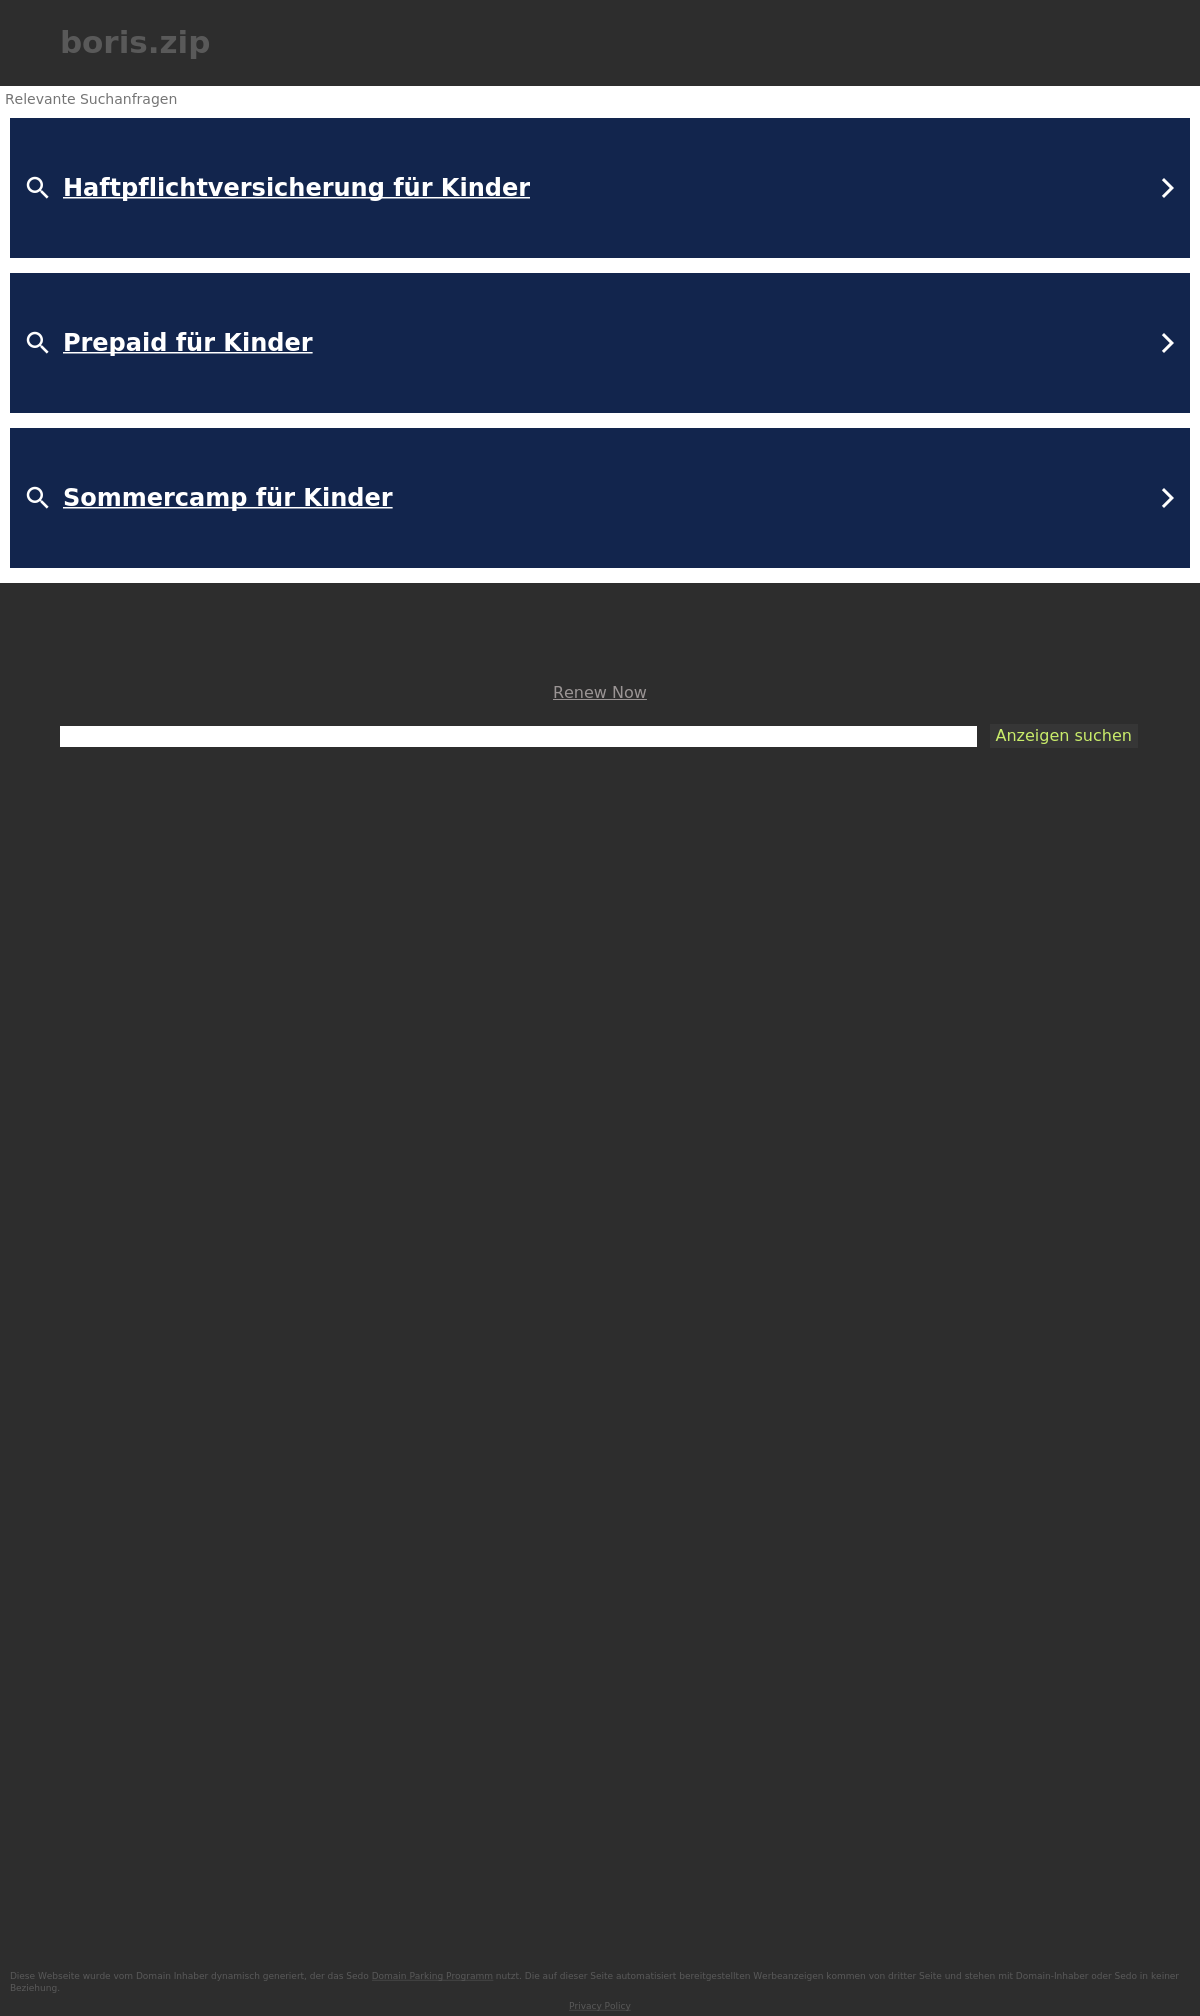 boris.zip
Relevante Suchanfragen
Haftpflichtversicherung für Kinder
Prepaid für Kinder
Sommercamp für Kinder
Renew Now
Anzeigen suchen
Diese Webseite wurde vom Domain Inhaber dynamisch generiert, der das Sedo Domain Parking Programm nutzt. Die auf dieser Seite automatisiert bereitgestellten Werbeanzeigen kommen von dritter Seite und stehen mit Domain-Inhaber oder Sedo in keiner
Beziehung.
Privacy Policy